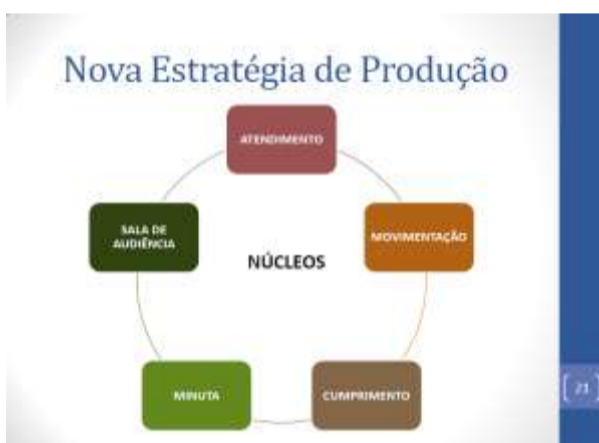 Nova Estratégia de Produção
ATENDIMENTO
SALA DE
AUDIÊNCIA
MOVIMENTAÇÃO
NÚCLEOS
MINUTA
CUMPRIMENTO